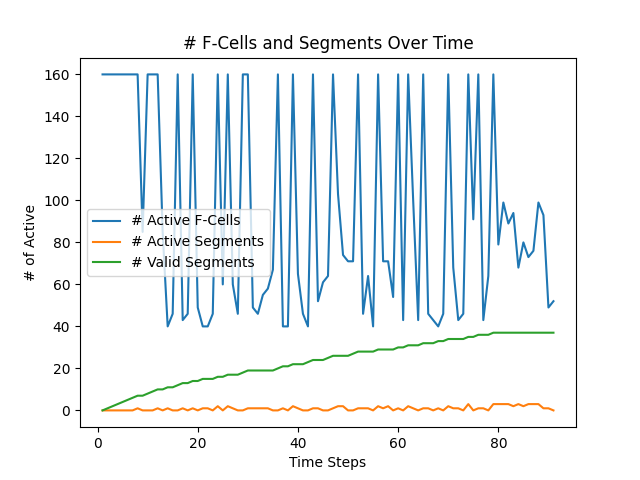 # F-Cells and Segments Over Time
160
140
120
100
80
60
40
20
0
# of Active
# Active F-Cells
# Active Segments
# Valid Segments
0 20 40 60 80
Time Steps